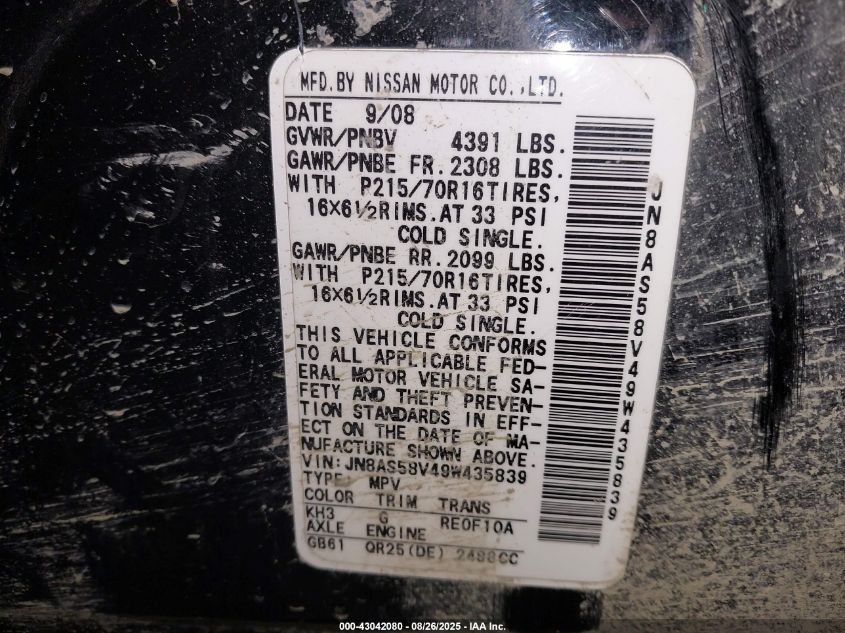 MFD.BY NISSAN MOTOR CO.,LTD.
DATE 9/08
GVWR/PNBV 4391 LBS.
GAWR/PNBE FR.2308 LBS.
WITH P215/70R16TIRES,
16X6½RIMS.AT 33 PSI
COLD SINGLE.
GAWR/PNBE RR.2099 LBS.
WITH P215/70R16TIRES,
16X6½RIMS.AT 33 PSI
COLD SINGLE.
THIS VEHICLE CONFORMS
TO ALL APPLICABLE FED-
ERAL MOTOR VEHICLE SA-
FETY AND THEFT PREVEN-
TION STANDARDS IN EFF-
ECT ON THE DATE OF MA-
NUFACTURE SHOWN ABOVE.
VIN:JN8AS58V49W435839
TYPE: MPV
COLOR TRIM TRANS
KH3 G RE0F10A
AXLE ENGINE
GB61 QR25(DE) 2488CC
JN8AS58V49W435839
000-43042080 - 08/26/2025 - IAA Inc.